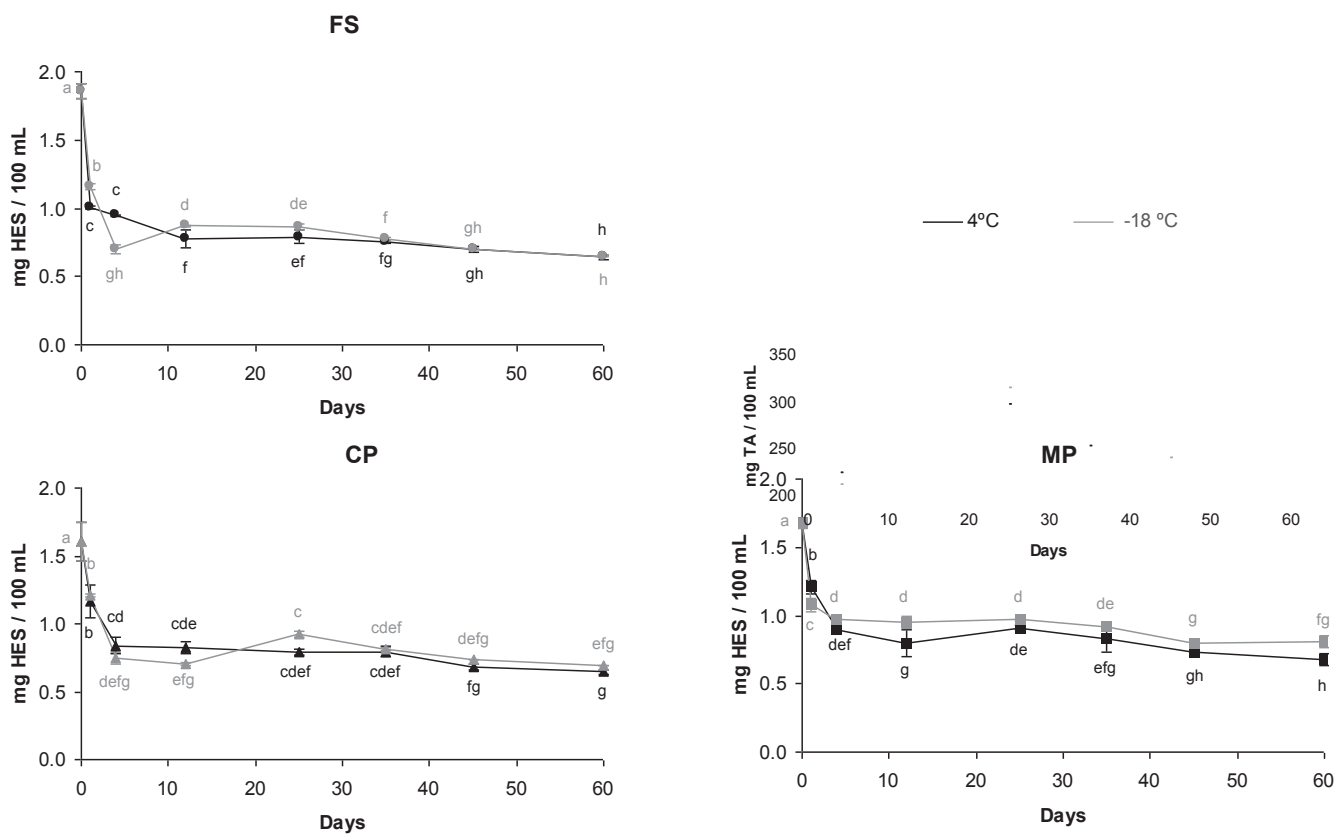 FS
2.0
a
1.5
b
c
1.0
d
de
f
gh
h
c
0.5
gh
f
ef
fg
gh
h
0.0
0 10 20 30 40 50 60
mg HES / 100 mL
Days
4ºC
-18 ºC
CP
2.0
a
1.5
b
cd
cde
c
cdef
defg
efg
1.0
b
defg
efg
cdef
cdef
fg
g
0.5
0.0
0 10 20 30 40 50 60
mg HES / 100 mL
Days
350
300
250
200
mg TA / 100 mL
0 10 20 30 40 50 60
Days
MP
2.0
a
1.5
b
c
d
d
d
de
g
fg
1.0
def
g
de
efg
gh
h
0.5
0.0
0 10 20 30 40 50 60
mg HES / 100 mL
Days